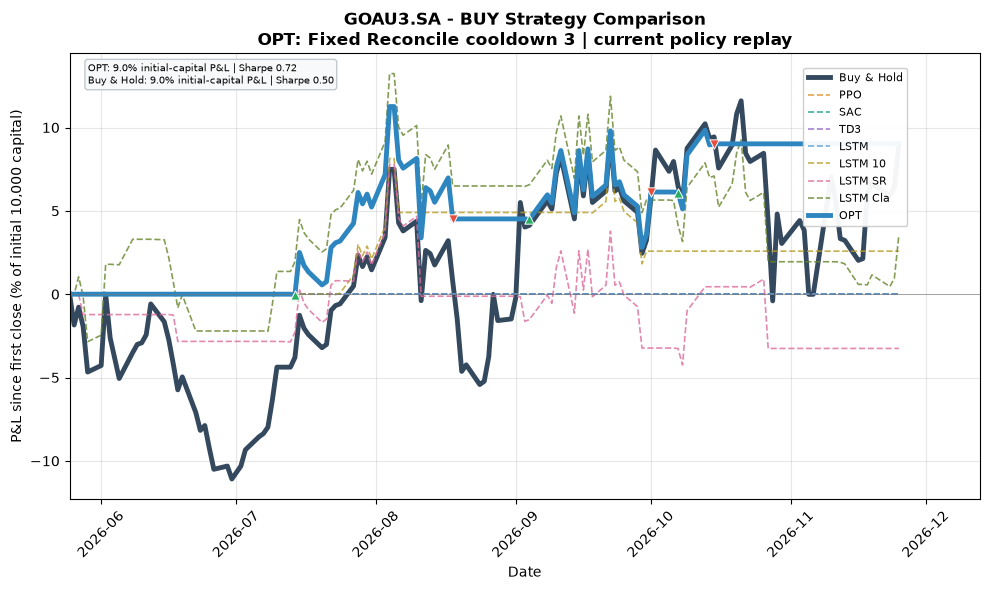 GOAU3.SA - BUY Strategy Comparison
OPT: Fixed Reconcile cooldown 3 | current policy replay
OPT: 9.0% initial-capital P&L | Sharpe 0.72
Buy & Hold: 9.0% initial-capital P&L | Sharpe 0.50
Buy & Hold
PPO
SAC
TD3
LSTM
LSTM 10
LSTM SR
LSTM Cla
OPT
P&L since first close (% of initial 10,000 capital)
10
5
0
−5
−10
2026-06
2026-07
2026-08
2026-09
2026-10
2026-11
2026-12
Date